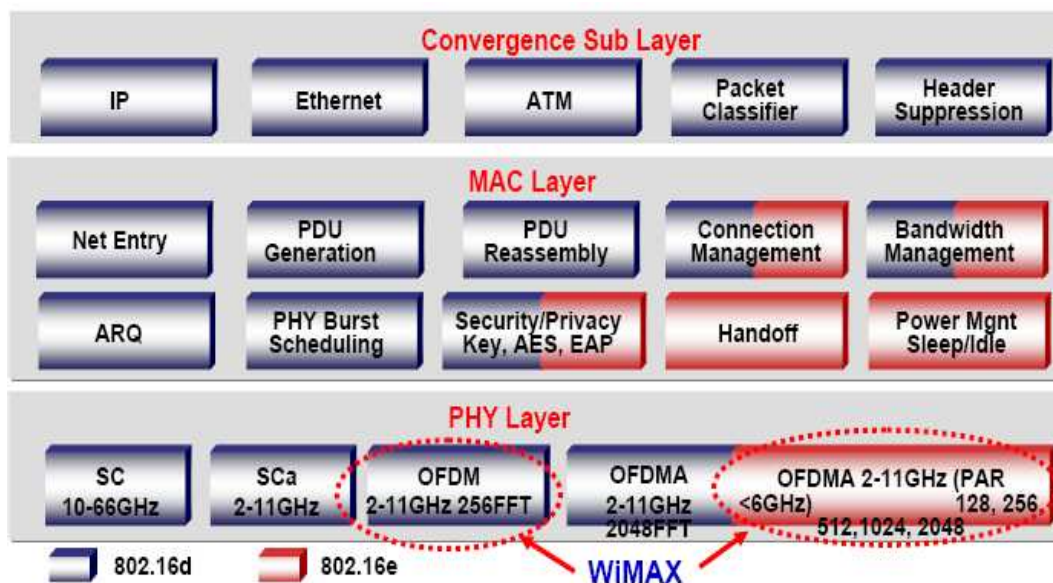 Convergence Sub Layer
IP
Ethernet
ATM
Packet
Classifier
Header
Suppression
MAC Layer
Net Entry
PDU
Generation
PDU
Reassembly
Connection
Management
Bandwidth
Management
ARQ
PHY Burst
Scheduling
Security/Privacy
Key, AES, EAP
Handoff
Power Mgnt
Sleep/Idle
PHY Layer
SC
10-66GHz
SCa
2-11GHz
OFDM
2-11GHz 256FFT
OFDMA
2-11GHz
2048FFT
OFDMA 2-11GHz (PAR
<6GHz) 128, 256,
512,1024, 2048
802.16d
802.16e
WiMAX